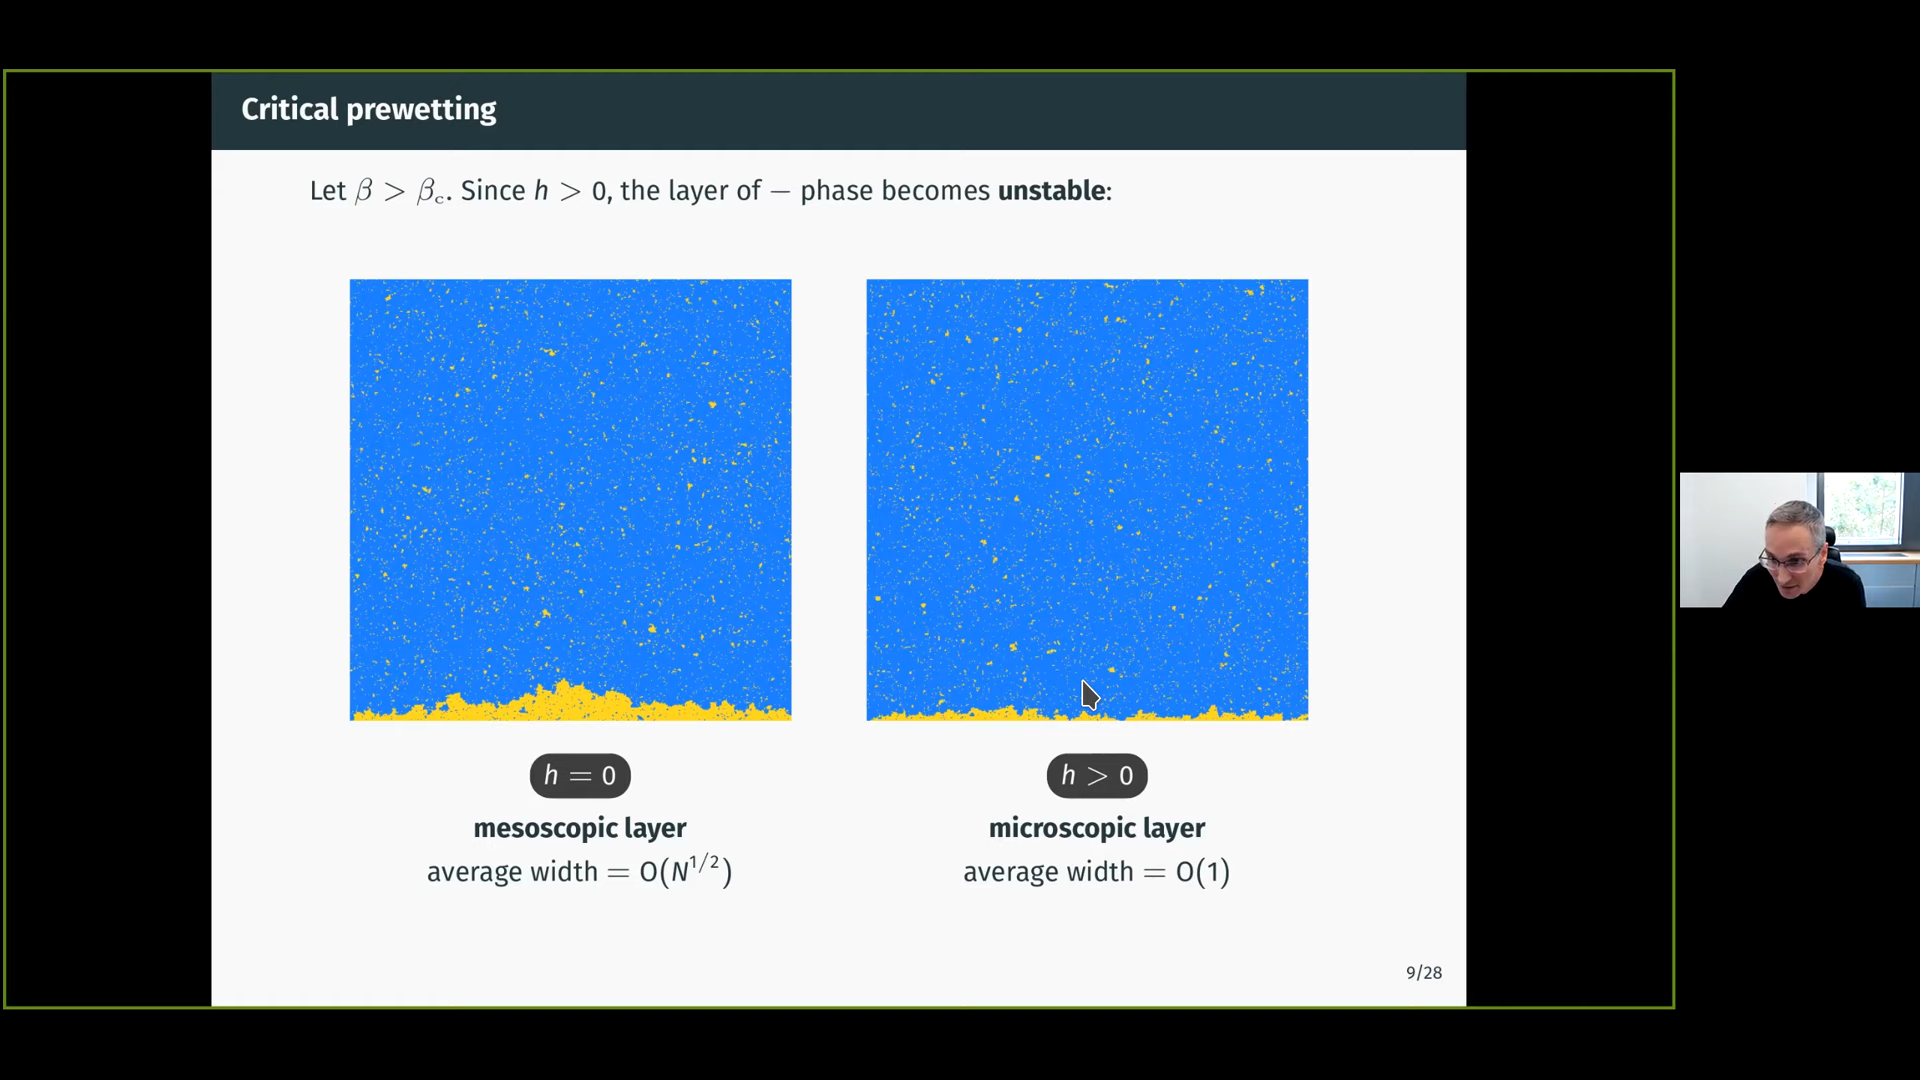 Critical prewetting
Let β > β_c. Since h > 0, the layer of − phase becomes unstable:
h = 0
mesoscopic layer
average width = O(N^{1/2})
h > 0
microscopic layer
average width = O(1)
9/28